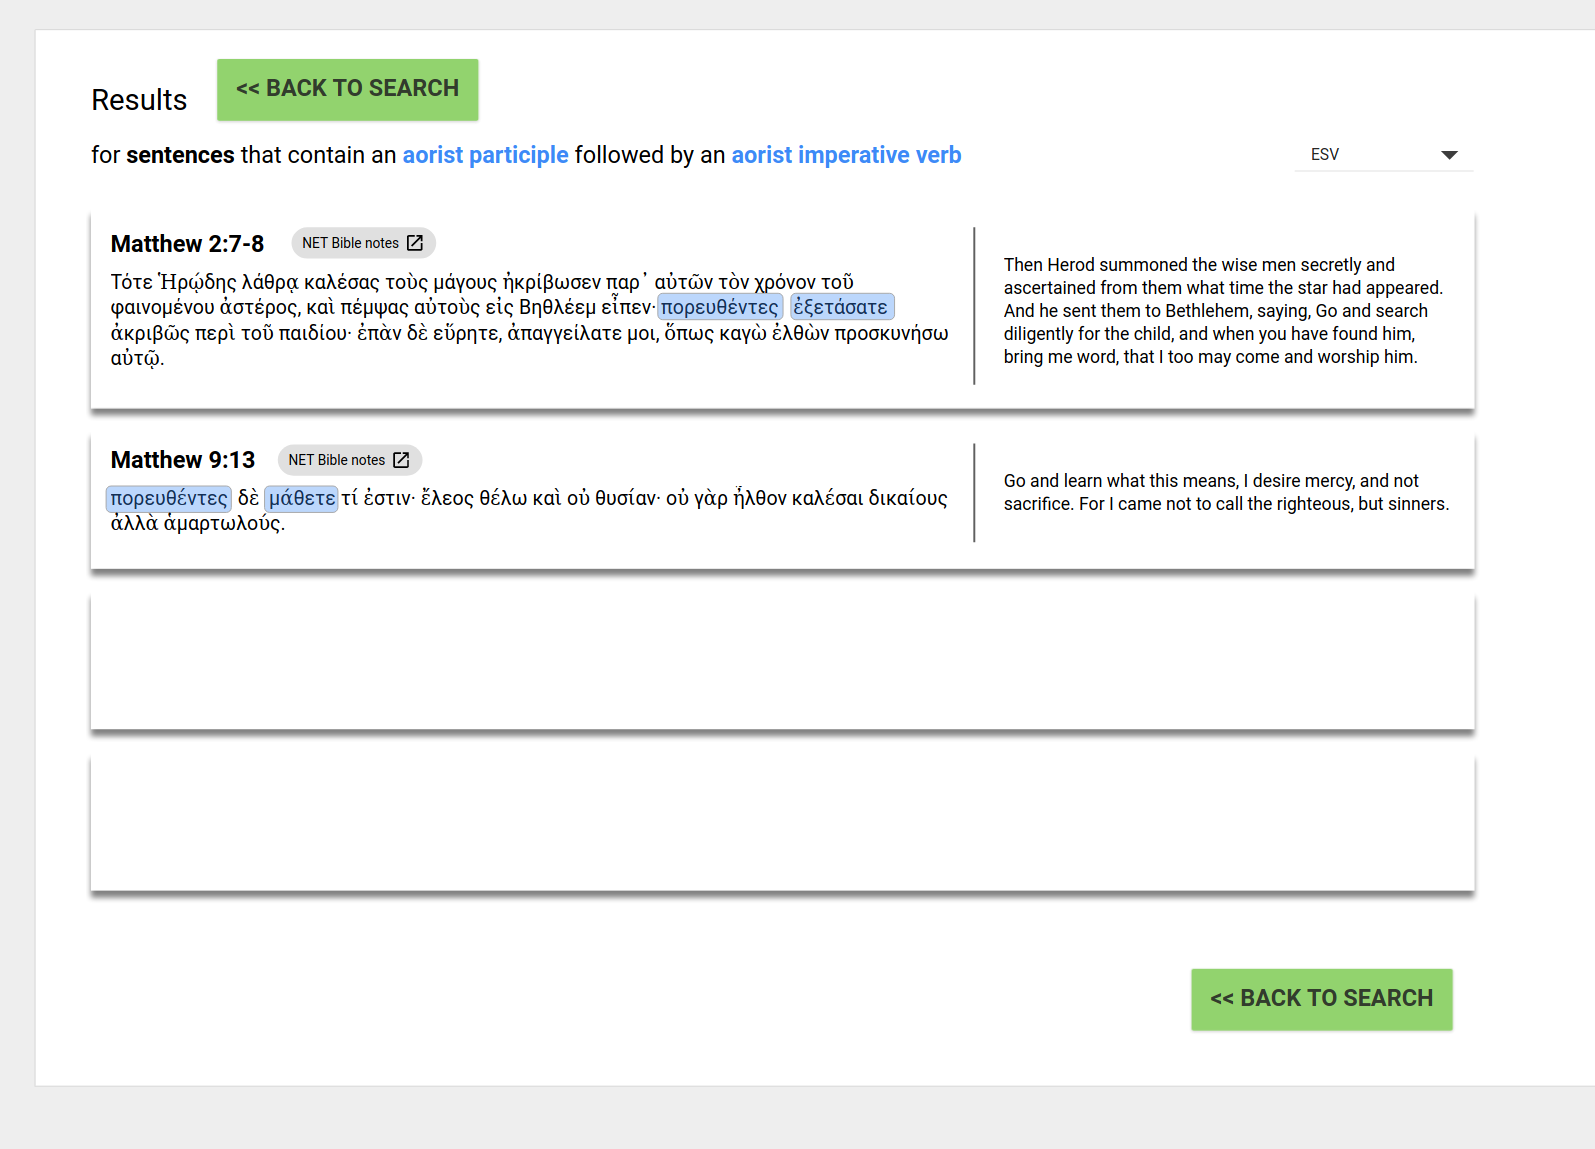 Results
<< BACK TO SEARCH
for sentences that contain an aorist participle followed by an aorist imperative verb
ESV
Matthew 2:7-8
NET Bible notes
Τότε Ἡρῴδης λάθρᾳ καλέσας τοὺς μάγους ἠκρίβωσεν παρ᾽ αὐτῶν τὸν χρόνον τοῦ
φαινομένου ἀστέρος, καὶ πέμψας αὐτοὺς εἰς Βηθλέεμ εἶπεν· πορευθέντες ἐξετάσατε
ἀκριβῶς περὶ τοῦ παιδίου· ἐπὰν δὲ εὕρητε, ἀπαγγείλατε μοι, ὅπως καγὼ ἐλθὼν προσκυνήσω
αὐτῷ.
Then Herod summoned the wise men secretly and
ascertained from them what time the star had appeared.
And he sent them to Bethlehem, saying, Go and search
diligently for the child, and when you have found him,
bring me word, that I too may come and worship him.
Matthew 9:13
NET Bible notes
πορευθέντες δὲ μάθετε τί ἐστιν· ἔλεος θέλω καὶ οὐ θυσίαν· οὐ γὰρ ἦλθον καλέσαι δικαίους
ἀλλὰ ἁμαρτωλούς.
Go and learn what this means, I desire mercy, and not
sacrifice. For I came not to call the righteous, but sinners.
<< BACK TO SEARCH